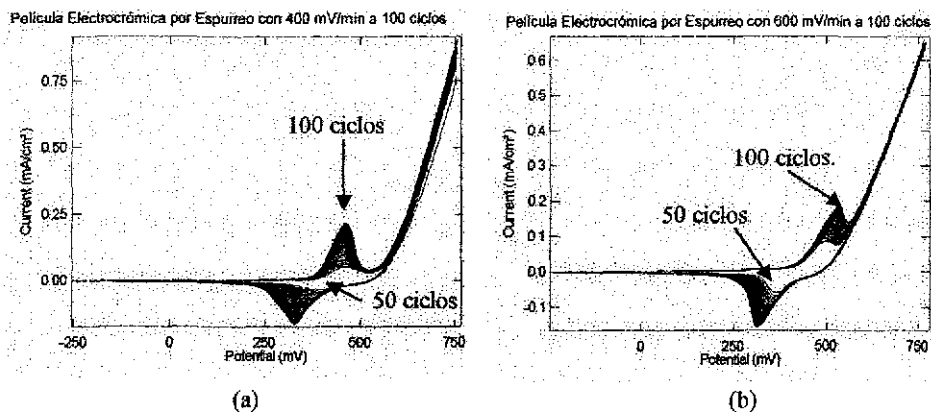 Película Electrocrómica por Espurreo con 400 mV/min a 100 ciclos
0.75
0.50
0.25
0.00
Current (mA/cm²)
100 ciclos
50 ciclos
-250
0
250
500
750
Potential (mV)
(a)
Película Electrocrómica por Espurreo con 600 mV/min a 100 ciclos
0.6
0.5
0.4
0.3
0.2
0.1
0.0
-0.1
Current (mA/cm²)
100 ciclos.
50 ciclos
0
250
500
750
Potential (mV)
(b)